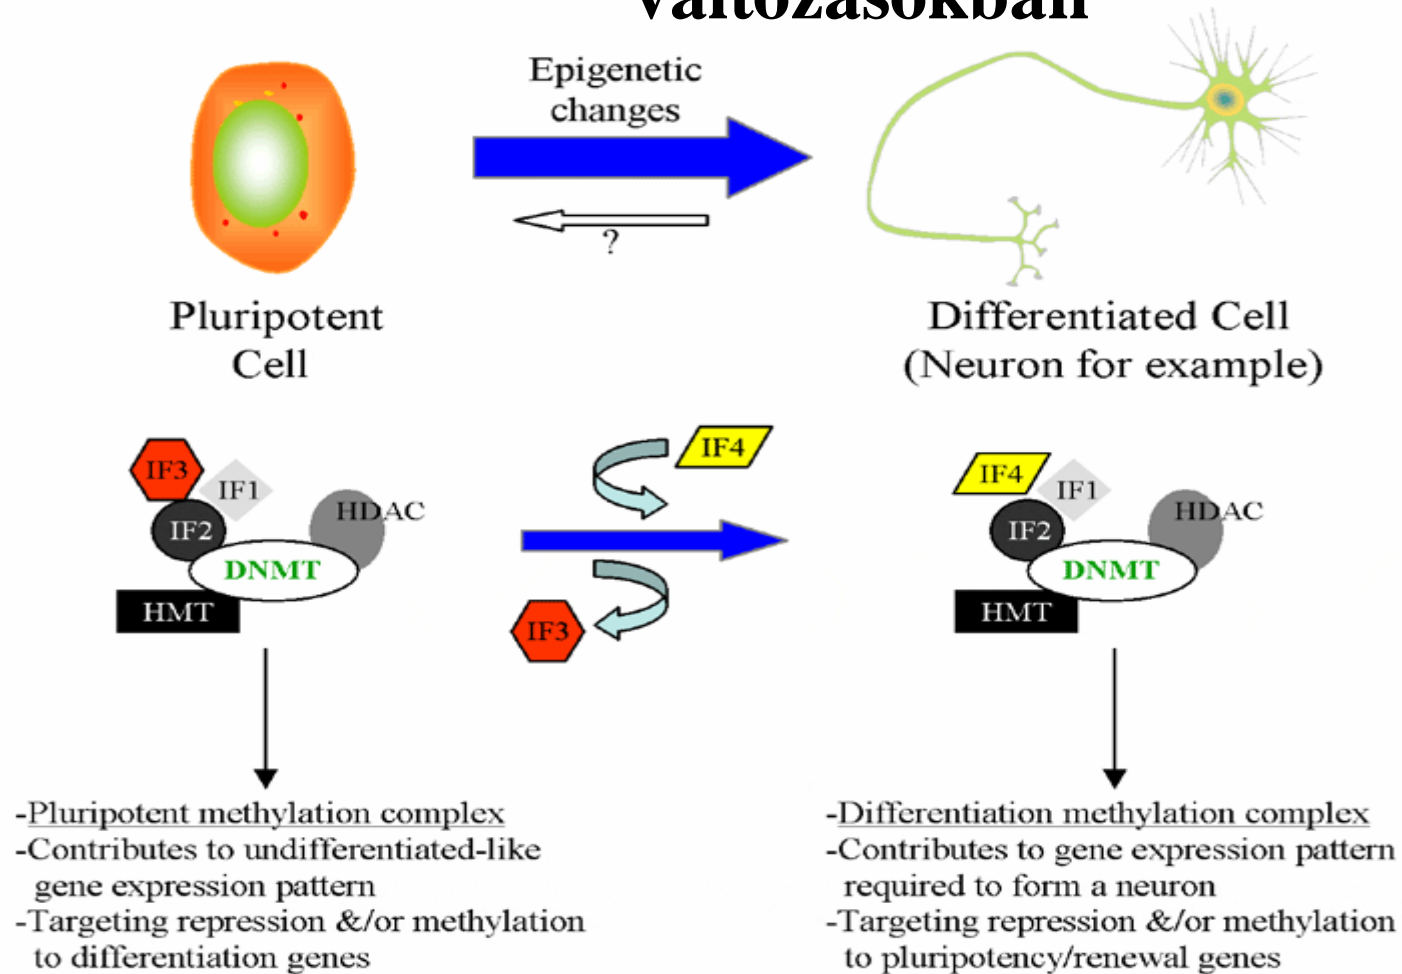 változásokban
Epigenetic
changes
?
Pluripotent
Cell
Differentiated Cell
(Neuron for example)
IF3
IF1
IF2
HDAC
DNMT
HMT
IF4
IF3
IF4
IF1
IF2
HDAC
DNMT
HMT
-Pluripotent methylation complex
-Contributes to undifferentiated-like
gene expression pattern
-Targeting repression &/or methylation
to differentiation genes
-Differentiation methylation complex
-Contributes to gene expression pattern
required to form a neuron
-Targeting repression &/or methylation
to pluripotency/renewal genes